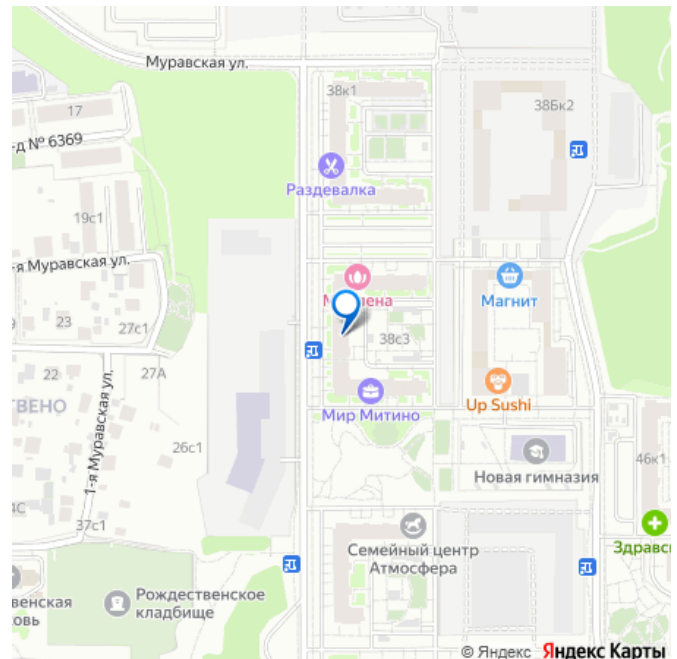 Муравская ул.
38к1
38Бк2
17
-д № 6369
Раздевалка
19с1
-я Муравская ул.
Магнит
23
27с1
38с3
22
27А
Мир Митино
Up Sushi
1-я Муравская ул.
26с1
46к1
Новая гимназия
37с1
Семейный центр
Атмосфера
Здравс
Рождественское
кладбище
венская
овь
© Яндекс Яндекс Карты